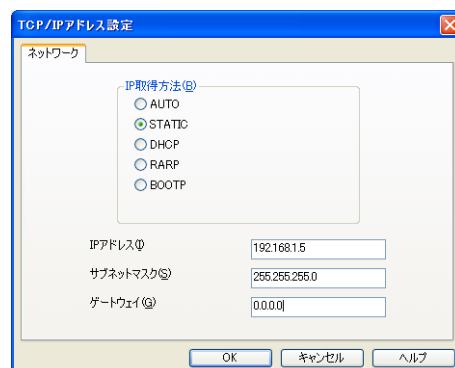 TCP/IPアドレス設定
ネットワーク
IP取得方法(B)
AUTO
STATIC
DHCP
RARP
BOOTP
IPアドレス(I) 192.168.1.5
サブネットマスク(S) 255.255.255.0
ゲートウェイ(G) 0.0.0.0
OK キャンセル ヘルプ